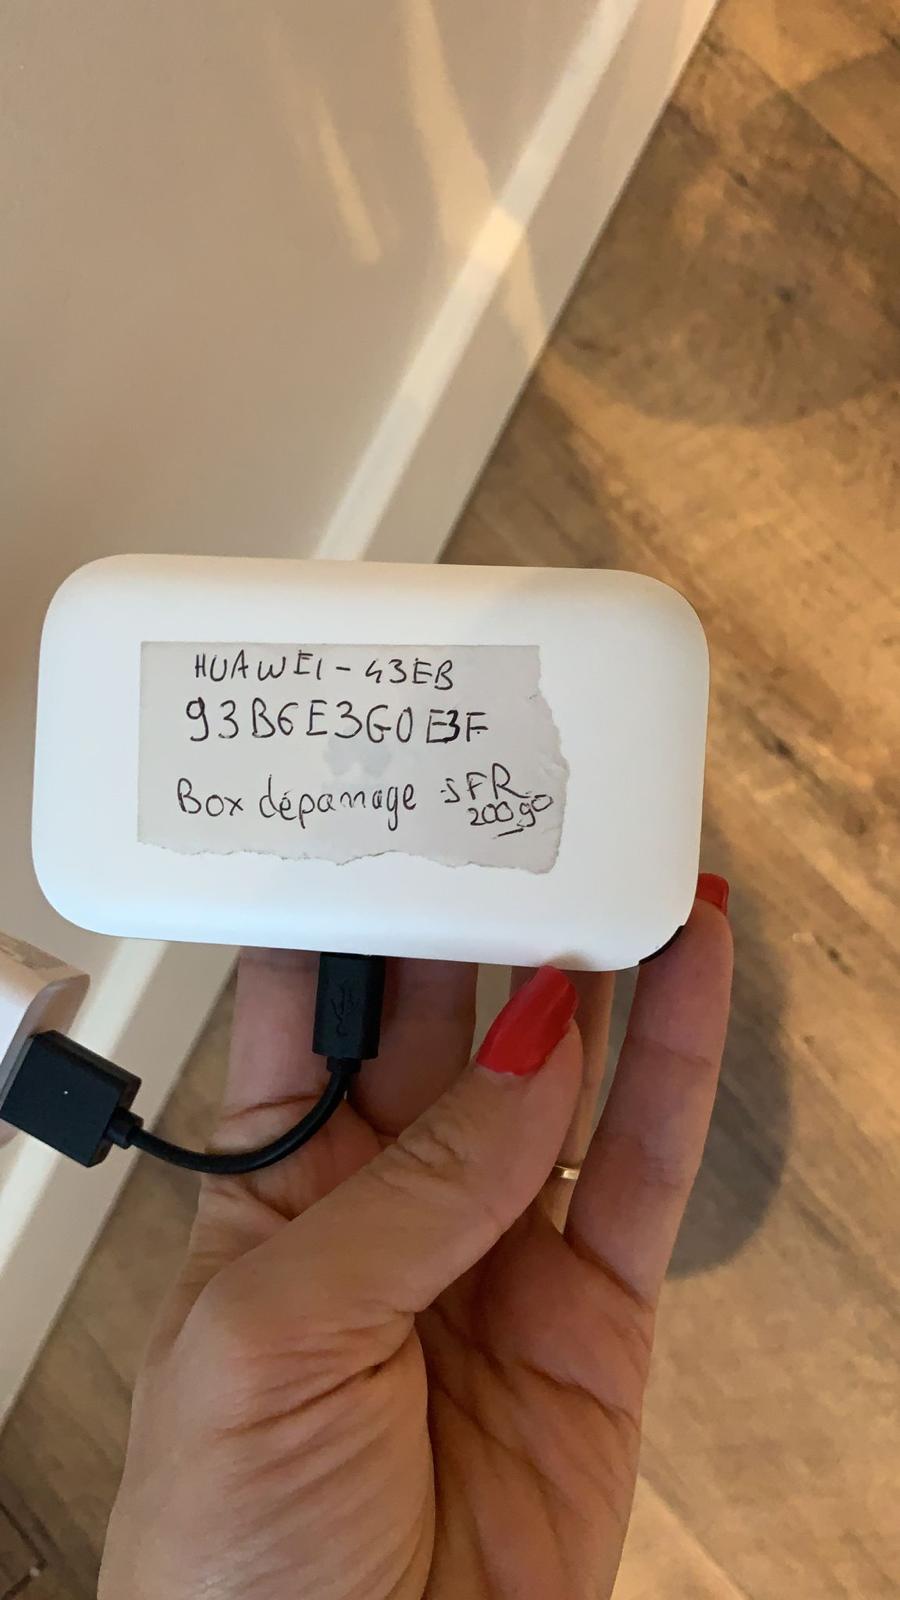 HUAWEI - 43EB
93B6E3G0E3F
Box dépannage SFR
200go